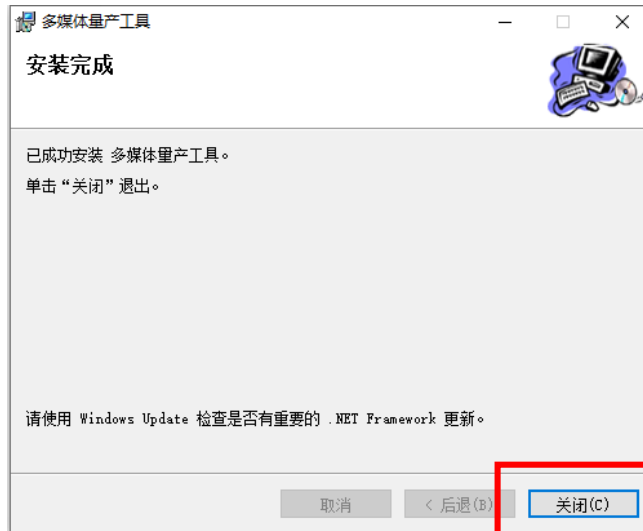 多媒体量产工具
安装完成
已成功安装 多媒体量产工具。
单击“关闭”退出。
请使用 Windows Update 检查是否有重要的 .NET Framework 更新。
取消
< 后退(B)
关闭(C)